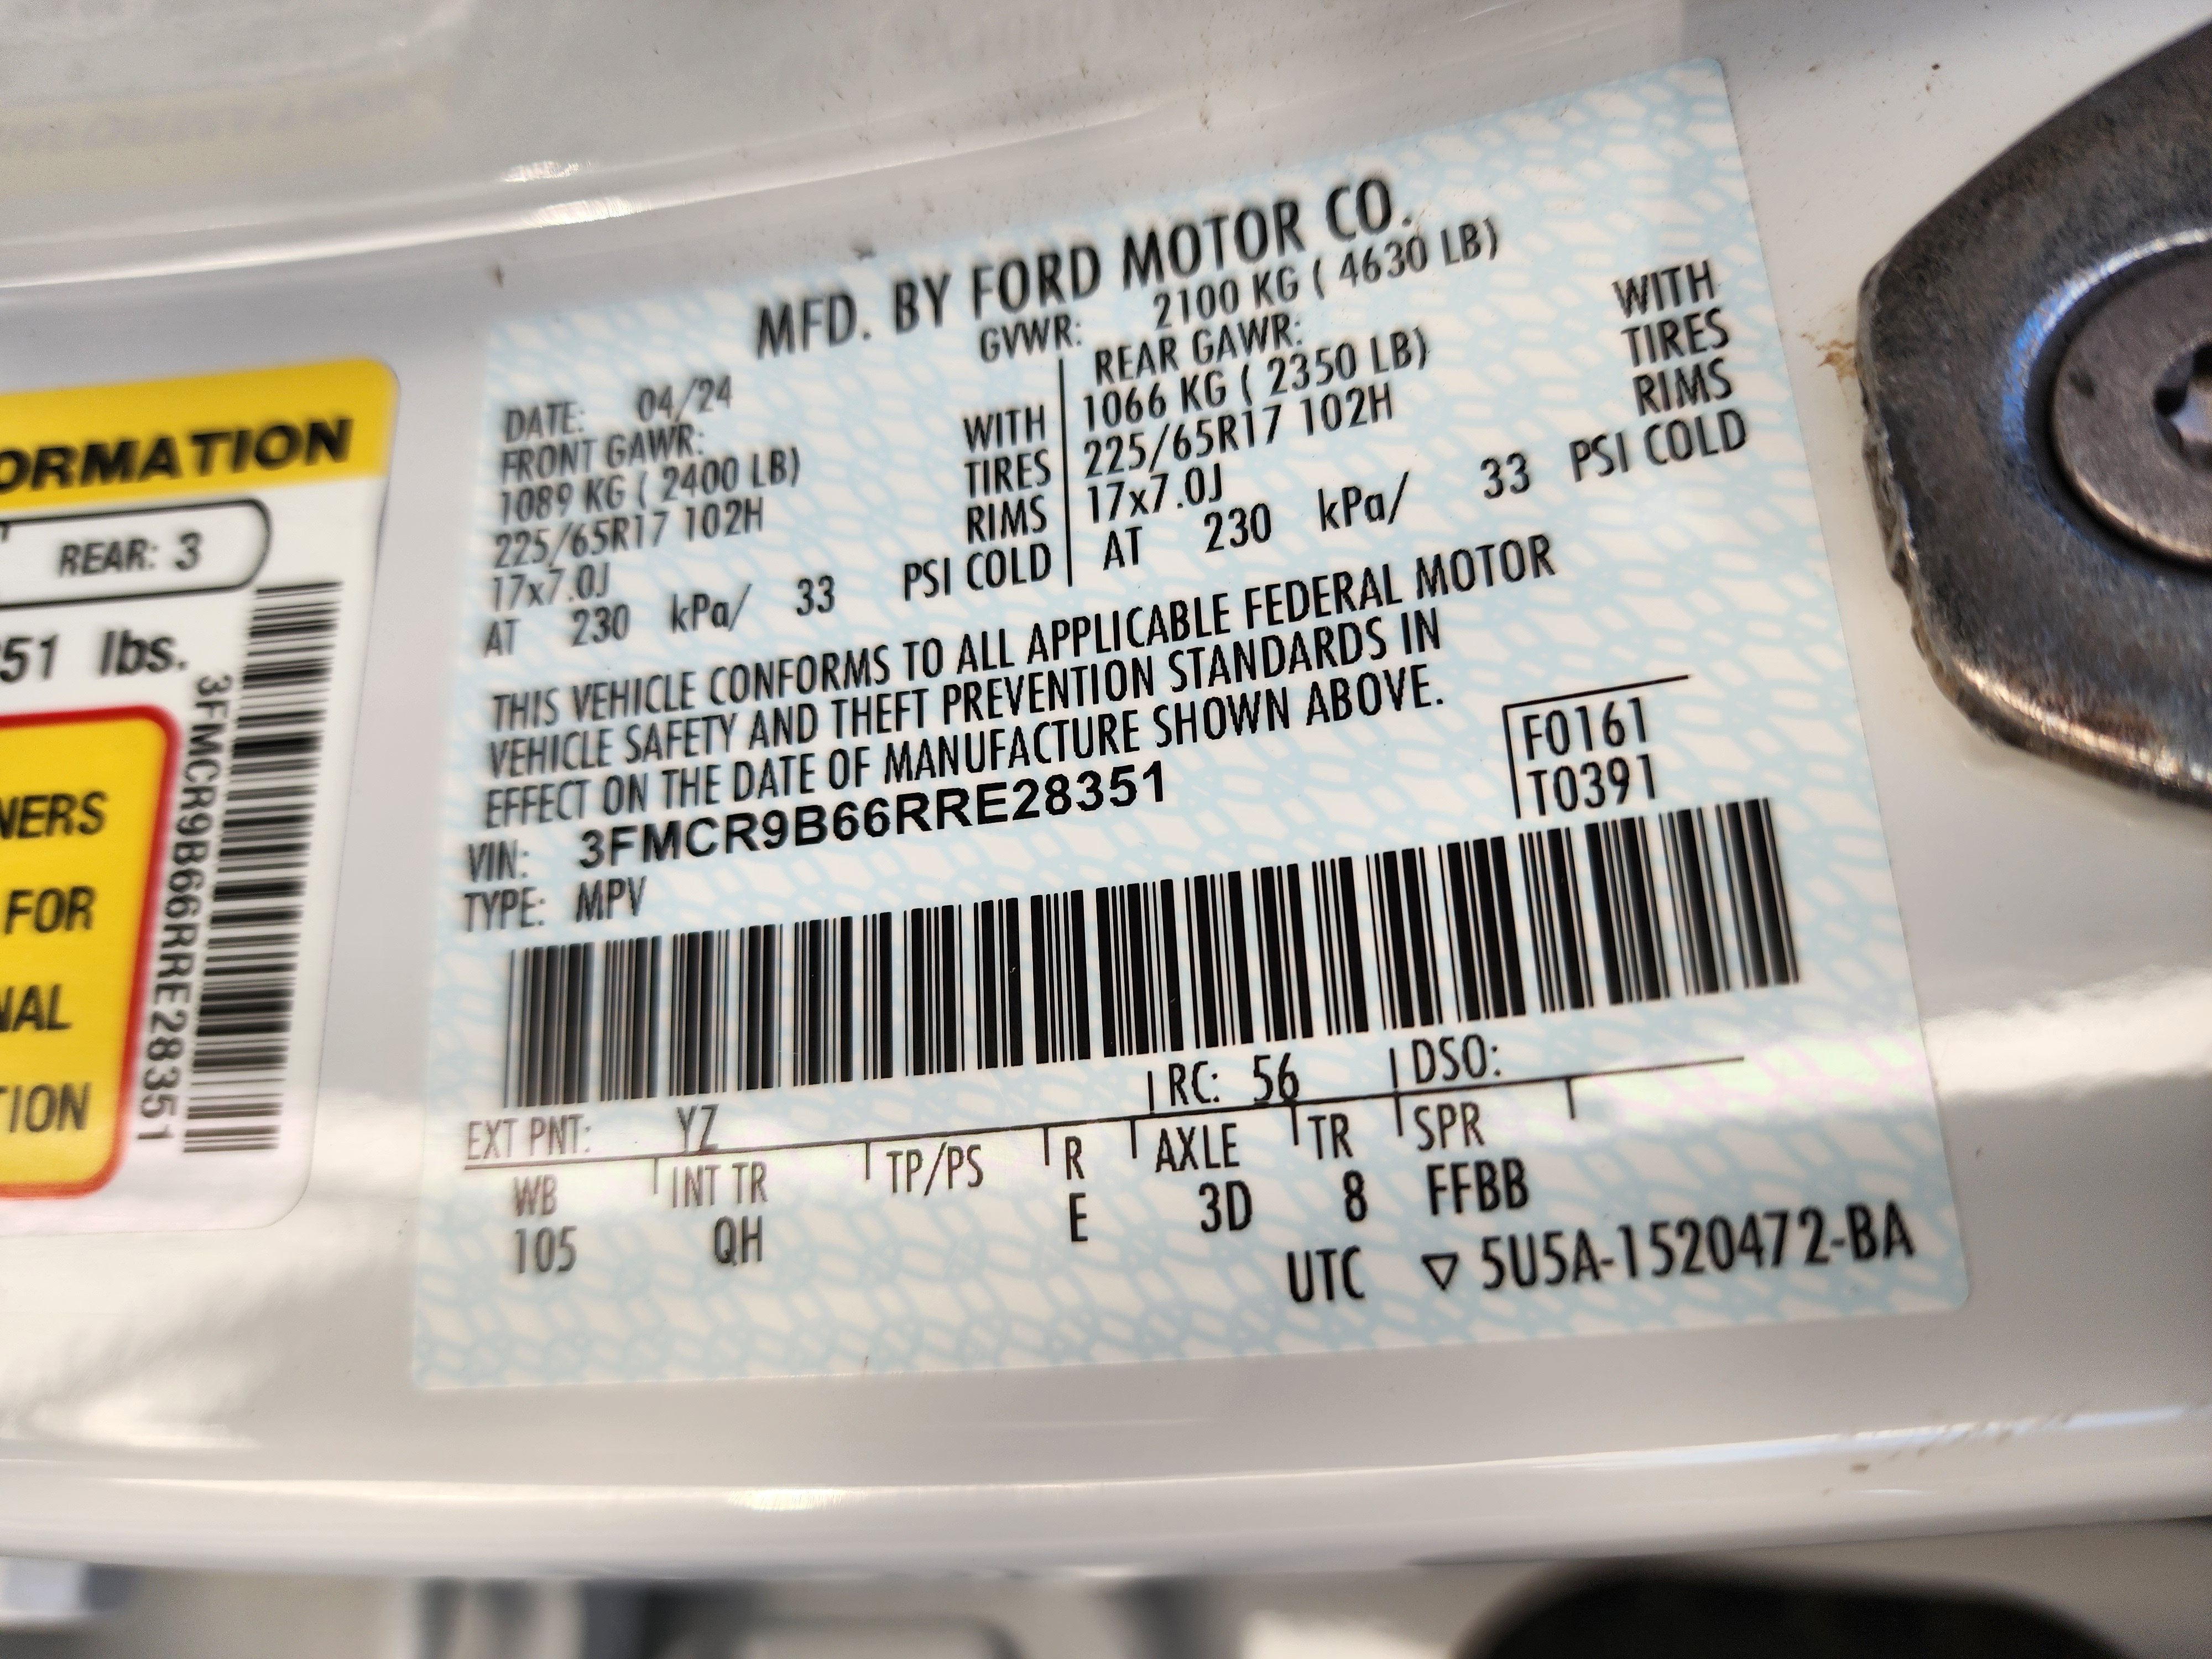 ORMATION
REAR: 3
51 lbs.
NERS
FOR
NAL
TION
3FMCR9B66RRE28351
MFD. BY FORD MOTOR CO.
GVWR: 2100 KG ( 4630 LB)
DATE: 04/24
FRONT GAWR:
1089 KG ( 2400 LB) WITH
225/65R17 102H TIRES
17x7.0J RIMS
AT 230 kPa/ 33 PSI COLD
REAR GAWR:
1066 KG ( 2350 LB) WITH
225/65R17 102H TIRES
17x7.0J RIMS
AT 230 kPa/ 33 PSI COLD
THIS VEHICLE CONFORMS TO ALL APPLICABLE FEDERAL MOTOR
VEHICLE SAFETY AND THEFT PREVENTION STANDARDS IN
EFFECT ON THE DATE OF MANUFACTURE SHOWN ABOVE.
VIN: 3FMCR9B66RRE28351
TYPE: MPV
F0161
T0391
EXT PNT: YZ RC: 56 DSO:
WB INT TR TP/PS R AXLE TR SPR
105 QH E 3D 8 FFBB
UTC ▽ 5U5A-1520472-BA